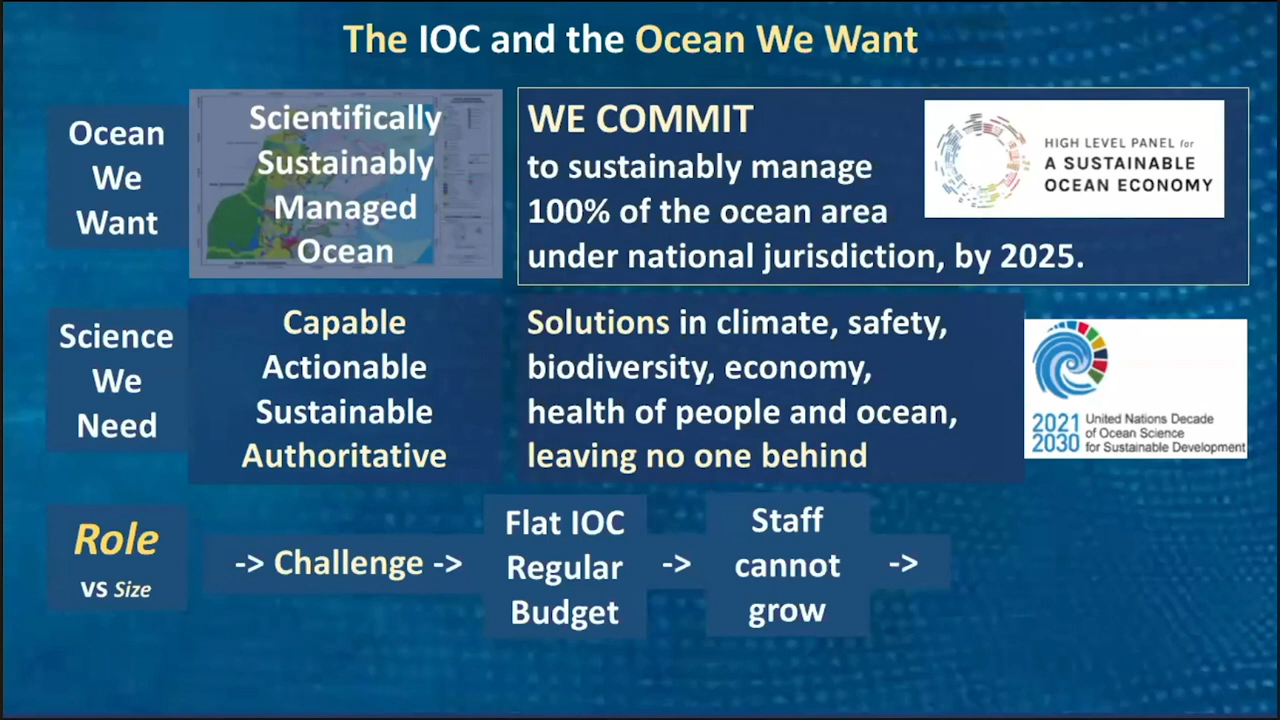 The IOC and the Ocean We Want
Ocean
We
Want
Scientifically
Sustainably
Managed
Ocean
WE COMMIT
to sustainably manage
100% of the ocean area
under national jurisdiction, by 2025.
HIGH LEVEL PANEL for
A SUSTAINABLE
OCEAN ECONOMY
Science
We
Need
Capable
Actionable
Sustainable
Authoritative
Solutions in climate, safety,
biodiversity, economy,
health of people and ocean,
leaving no one behind
2021
2030
United Nations Decade
of Ocean Science
for Sustainable Development
Role
vs Size
-> Challenge ->
Flat IOC
Regular
Budget
->
Staff
cannot
grow
->